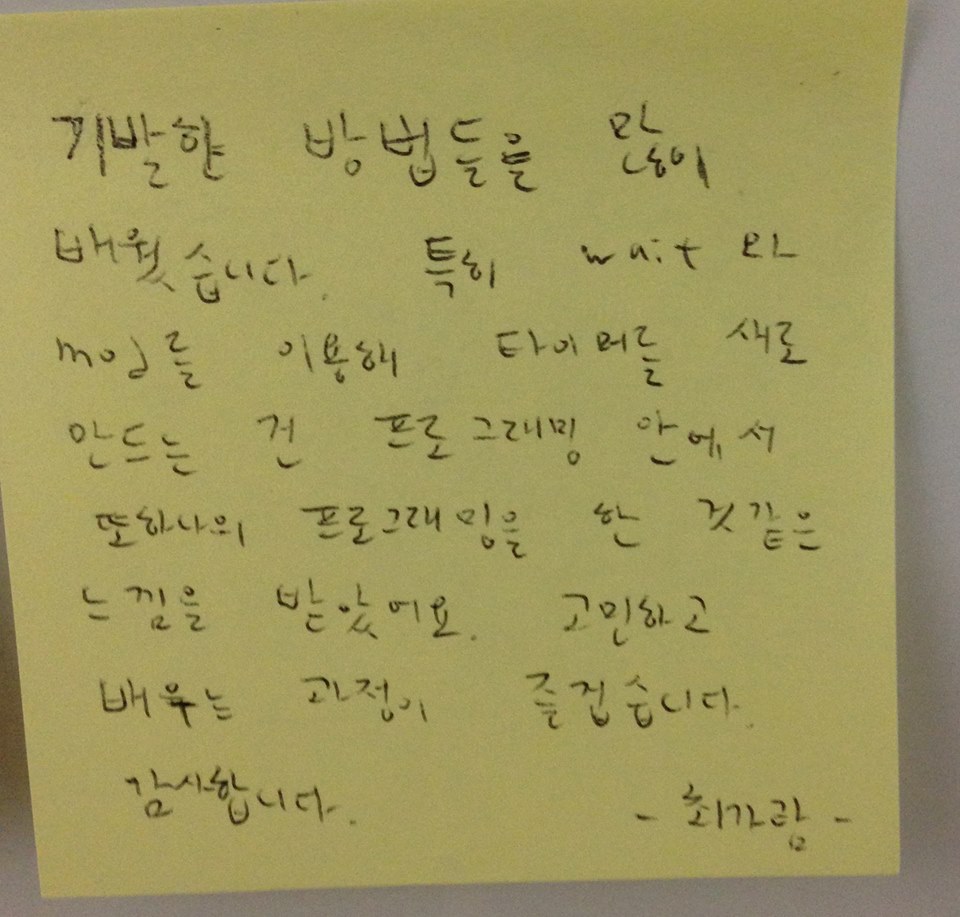 기발한 방법들을 많이
배웠습니다. 특히 wait 와
mod를 이용해 타이머를 새로
만드는 건 프로그래밍 안에서
또하나의 프로그래밍을 한 것같은
느낌을 받았어요. 고민하고
배우는 과정이 즐겁습니다.
감사합니다. - 최가람 -